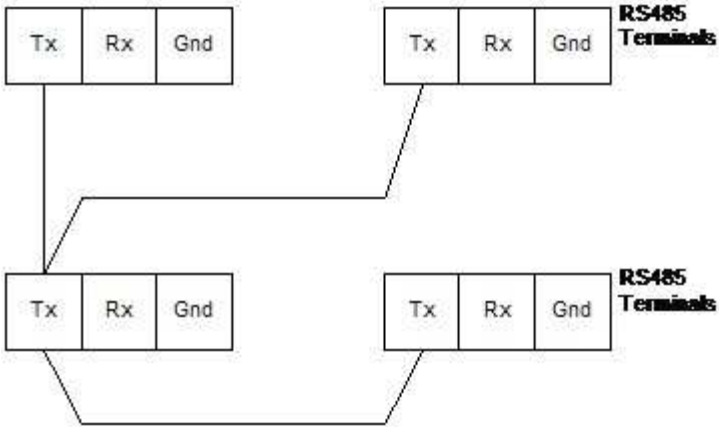 Tx Rx Gnd Tx Rx Gnd RS485
Terminals
Tx Rx Gnd Tx Rx Gnd RS485
Terminals